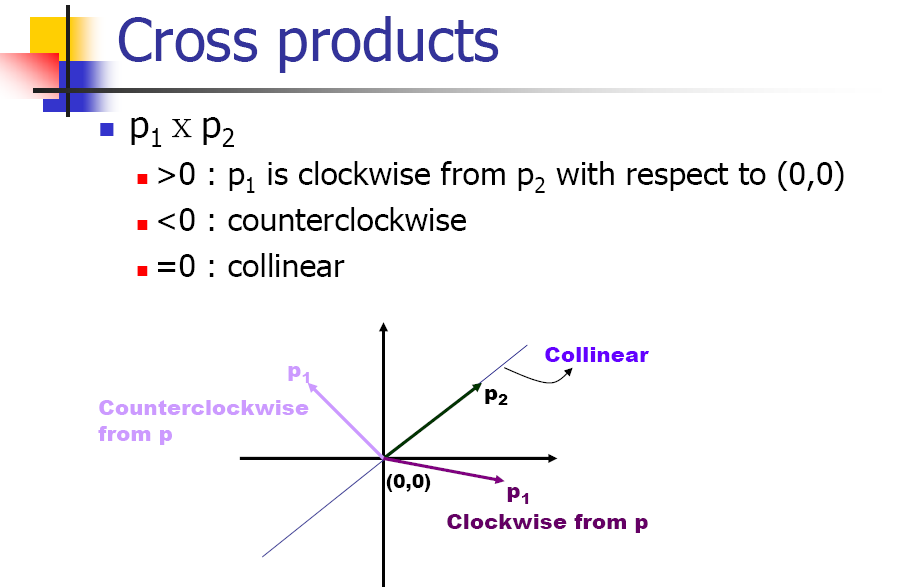 Cross products
p₁ x p₂
>0 : p₁ is clockwise from p₂ with respect to (0,0)
<0 : counterclockwise
=0 : collinear
Collinear
p₁
p₂
Counterclockwise
from p
(0,0)
p₁
Clockwise from p